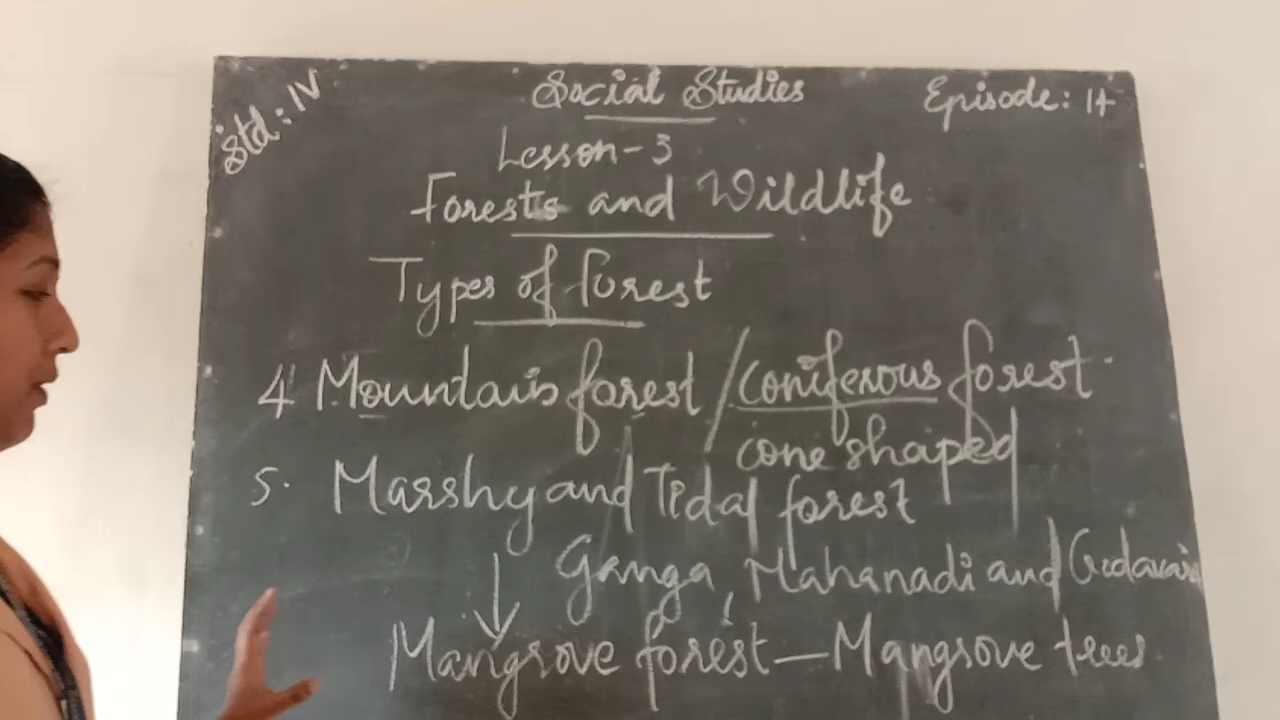 Std: IV
Social Studies
Episode: 14
Lesson-3
Forests and Wildlife
Types of Forest
4 Mountain forest / coniferous forest
cone shaped
5. Marshy and Tidal forest
Ganga, Mahanadi and Godavari
Mangrove forest - Mangrove trees